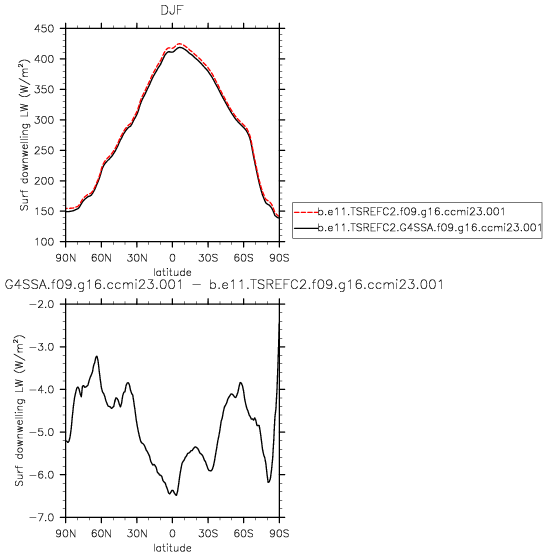 DJF
450
400
350
300
250
200
150
100
Surf downwelling LW (W/m²)
90N 60N 30N 0 30S 60S 90S
latitude
b.e11.TSREFC2.f09.g16.ccmi23.001
b.e11.TSREFC2.G4SSA.f09.g16.ccmi23.001
G4SSA.f09.g16.ccmi23.001 − b.e11.TSREFC2.f09.g16.ccmi23.001
−2.0
−3.0
−4.0
−5.0
−6.0
−7.0
Surf downwelling LW (W/m²)
90N 60N 30N 0 30S 60S 90S
latitude